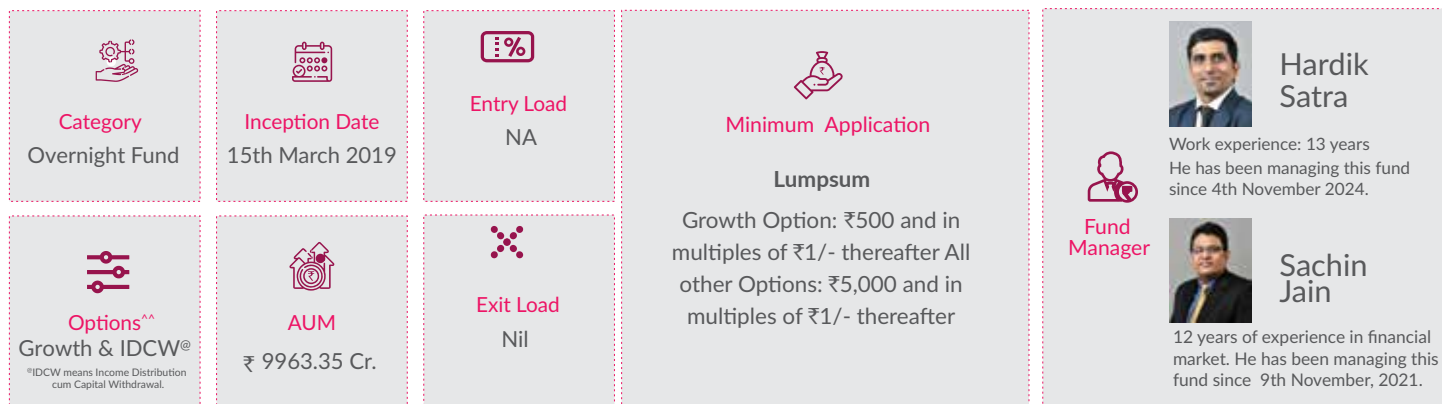 Category
Overnight Fund
Inception Date
15th March 2019
Entry Load
NA
Options^^
Growth & IDCW@
@IDCW means Income Distribution
cum Capital Withdrawal.
AUM
₹ 9963.35 Cr.
Exit Load
Nil
Minimum Application
Lumpsum
Growth Option: ₹500 and in
multiples of ₹1/- thereafter All
other Options: ₹5,000 and in
multiples of ₹1/- thereafter
Fund
Manager
Hardik
Satra
Work experience: 13 years
He has been managing this fund
since 4th November 2024.
Sachin
Jain
12 years of experience in financial
market. He has been managing this
fund since 9th November, 2021.